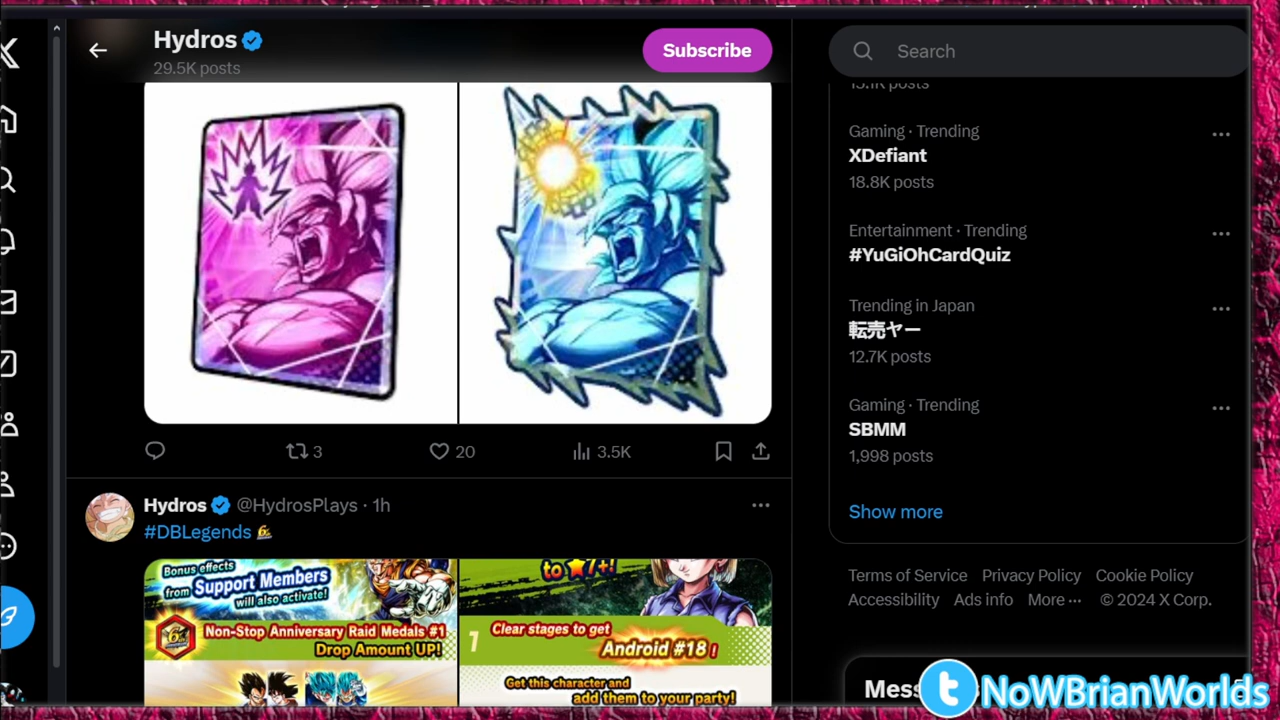 Hydros
29.5K posts
Subscribe
Search
Gaming · Trending
XDefiant
18.8K posts
Entertainment · Trending
#YuGiOhCardQuiz
Trending in Japan
転売ヤー
12.7K posts
Gaming · Trending
SBMM
1,998 posts
Show more
3
20
3.5K
Hydros @HydrosPlays · 1h
#DBLegends
Bonus effects
from Support Members
will also activate!
Non-Stop Anniversary Raid Medals #1
Drop Amount UP!
to ★7+!
1
Clear stages to get
Android #18!
Get this character and
add them to your party!
Terms of Service Privacy Policy Cookie Policy
Accessibility Ads info More ··· © 2024 X Corp.
NoWBrianWorlds